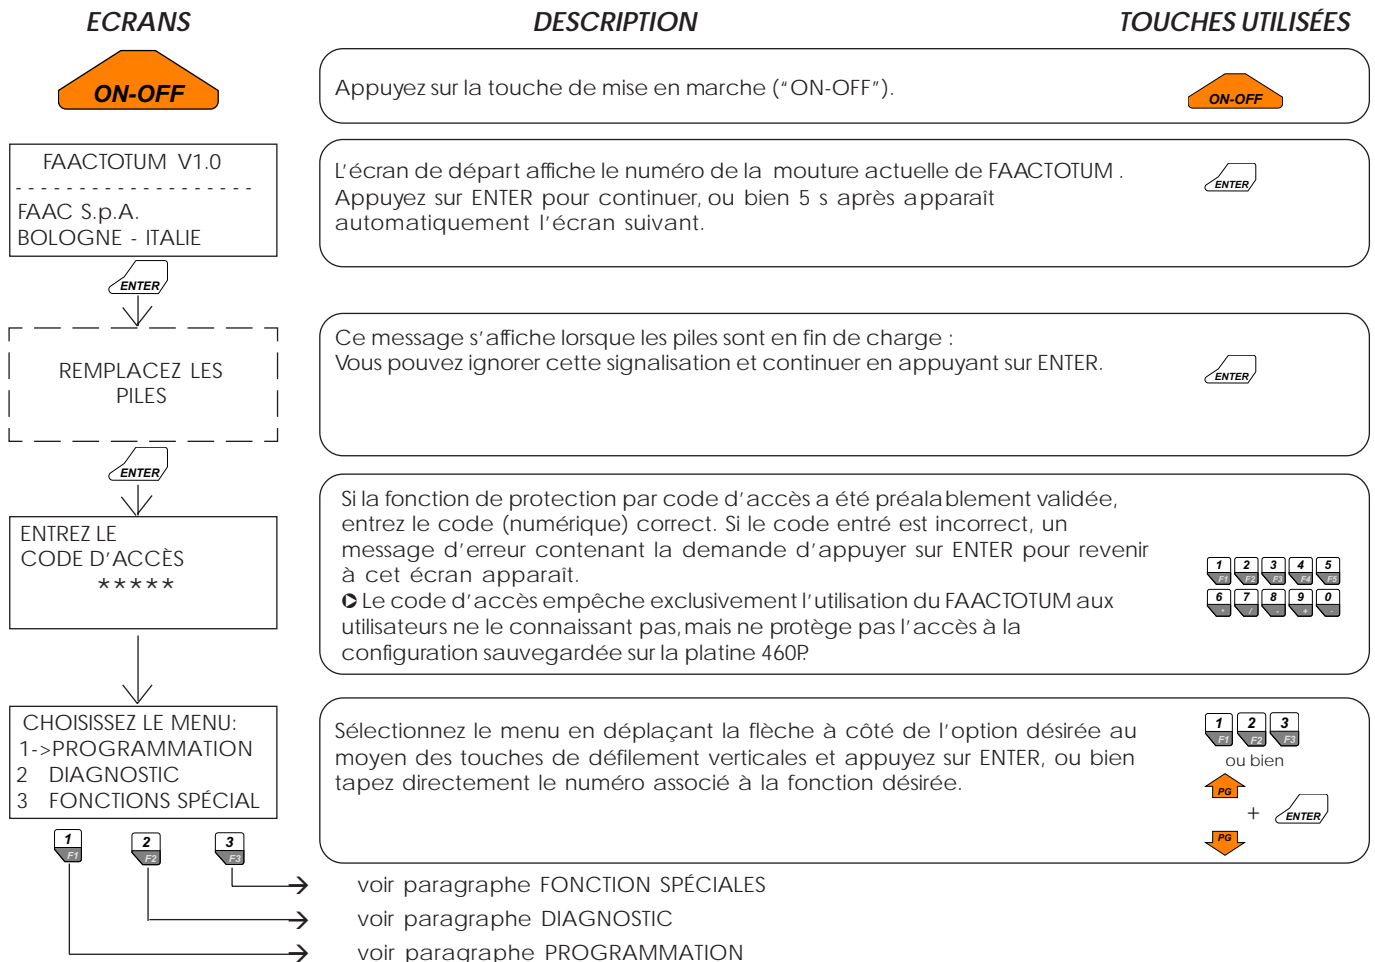 ECRANS DESCRIPTION TOUCHES UTILISÉES
ON-OFF
Appuyez sur la touche de mise en marche ("ON-OFF").
ON-OFF
FAACTOTUM V1.0
--------------------
FAAC S.p.A.
BOLOGNE - ITALIE
L'écran de départ affiche le numéro de la mouture actuelle de FAACTOTUM .
Appuyez sur ENTER pour continuer, ou bien 5 s après apparaît
automatiquement l'écran suivant.
ENTER
ENTER
REMPLACEZ LES
PILES
Ce message s'affiche lorsque les piles sont en fin de charge :
Vous pouvez ignorer cette signalisation et continuer en appuyant sur ENTER.
ENTER
ENTER
ENTREZ LE
CODE D'ACCÈS
*****
Si la fonction de protection par code d'accès a été préalablement validée,
entrez le code (numérique) correct. Si le code entré est incorrect, un
message d'erreur contenant la demande d'appuyer sur ENTER pour revenir
à cet écran apparaît.
Le code d'accès empêche exclusivement l'utilisation du FAACTOTUM aux
utilisateurs ne le connaissant pas, mais ne protège pas l'accès à la
configuration sauvegardée sur la platine 460P.
1 2 3 4 5
F1 F2 F3 F4 F5
6 7 8 9 0
* / - + .
CHOISISSEZ LE MENU:
1->PROGRAMMATION
2 DIAGNOSTIC
3 FONCTIONS SPÉCIAL
Sélectionnez le menu en déplaçant la flèche à côté de l'option désirée au
moyen des touches de défilement verticales et appuyez sur ENTER, ou bien
tapez directement le numéro associé à la fonction désirée.
1 2 3
F1 F2 F3
ou bien
PG
+ ENTER
PG
1 2 3
F1 F2 F3
voir paragraphe FONCTION SPÉCIALES
voir paragraphe DIAGNOSTIC
voir paragraphe PROGRAMMATION